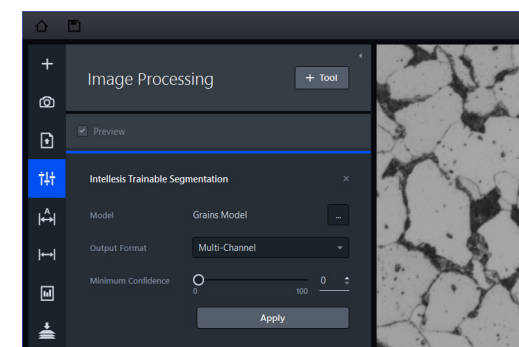 Image Processing
+ Tool
Preview
Intellesis Trainable Segmentation
Model
Grains Model
...
Output Format
Multi-Channel
Minimum Confidence
0
0
100
Apply
A